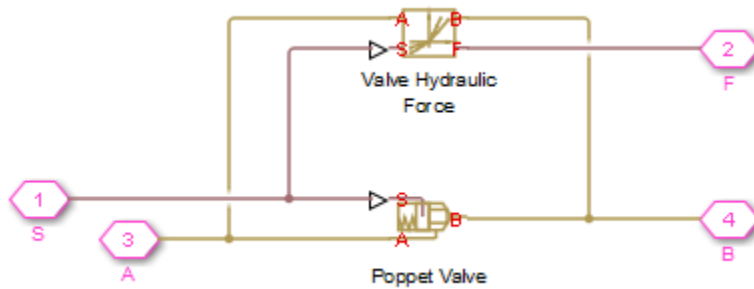 A B
S F
2
F
Valve Hydraulic
Force
1
S
S
3
A
A
B
4
B
Poppet Valve